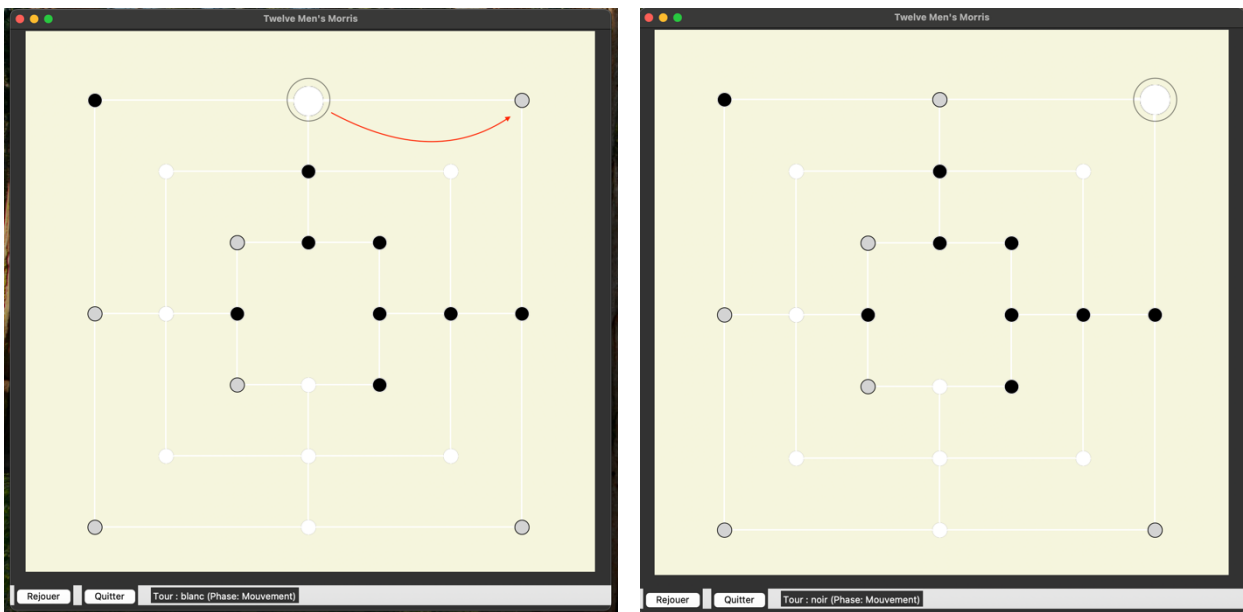 Twelve Men's Morris
Rejouer
Quitter
Tour : blanc (Phase: Mouvement)
Twelve Men's Morris
Rejouer
Quitter
Tour : noir (Phase: Mouvement)